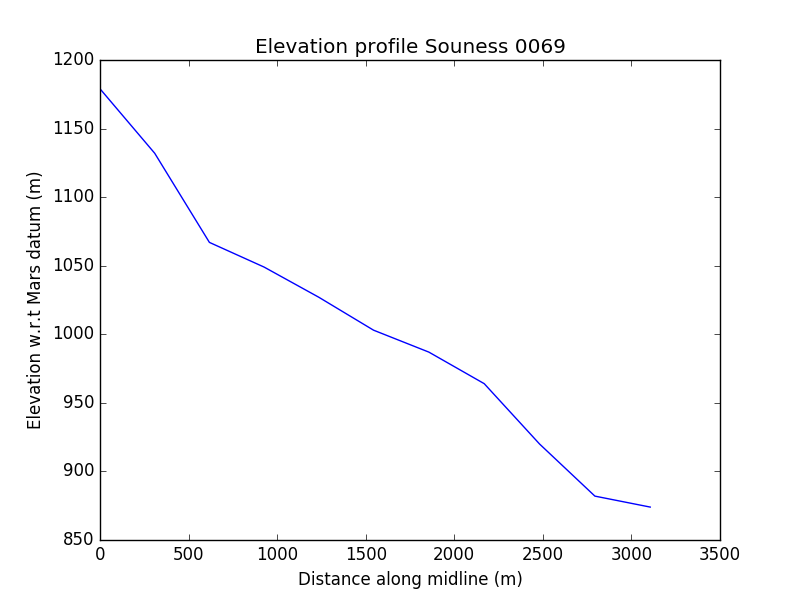 Elevation profile Souness 0069
1200
1150
1100
1050
1000
950
900
850
Elevation w.r.t Mars datum (m)
0 500 1000 1500 2000 2500 3000 3500
Distance along midline (m)